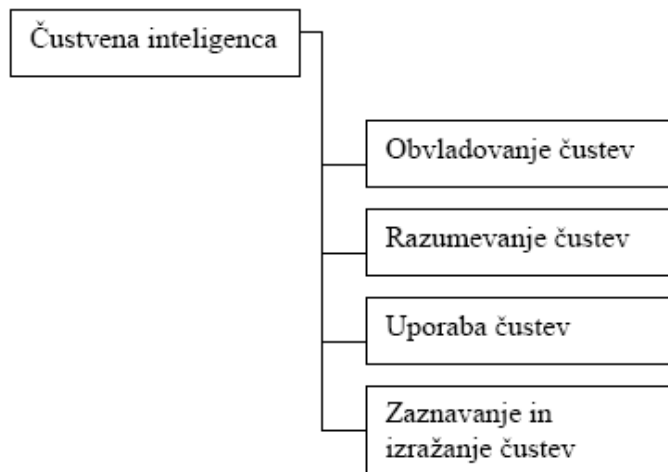 Čustvena inteligenca
Obvladovanje čustev
Razumevanje čustev
Uporaba čustev
Zaznavanje in
izražanje čustev